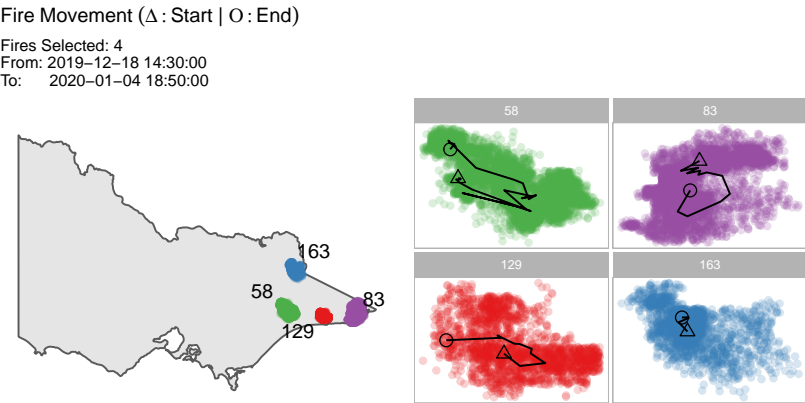 Fire Movement (Δ : Start | O : End)
Fires Selected: 4
From: 2019−12−18 14:30:00
To: 2020−01−04 18:50:00
58
83
163
58
83
129
129
163